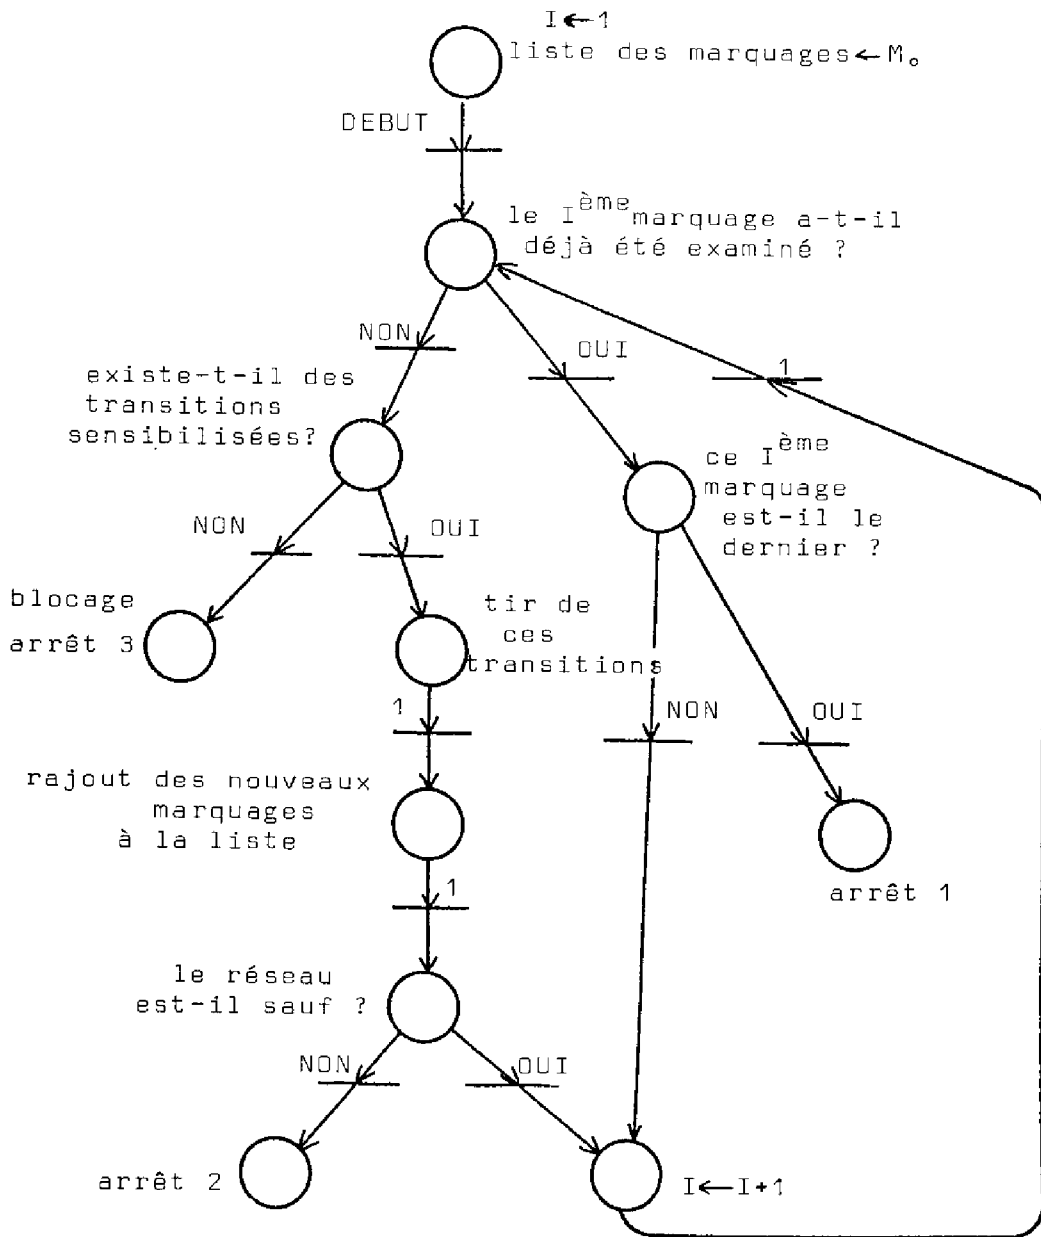 I←1
liste des marquages←M₀
DEBUT
le Ième marquage a-t-il
déjà été examiné ?
NON
OUI
1
existe-t-il des
transitions
sensibilisées?
ce Ième
marquage
est-il le
dernier ?
NON
OUI
blocage
arrêt 3
tir de
ces
transitions
1
NON
OUI
rajout des nouveaux
marquages
à la liste
arrêt 1
1
le réseau
est-il sauf ?
NON
OUI
arrêt 2
I←I+1